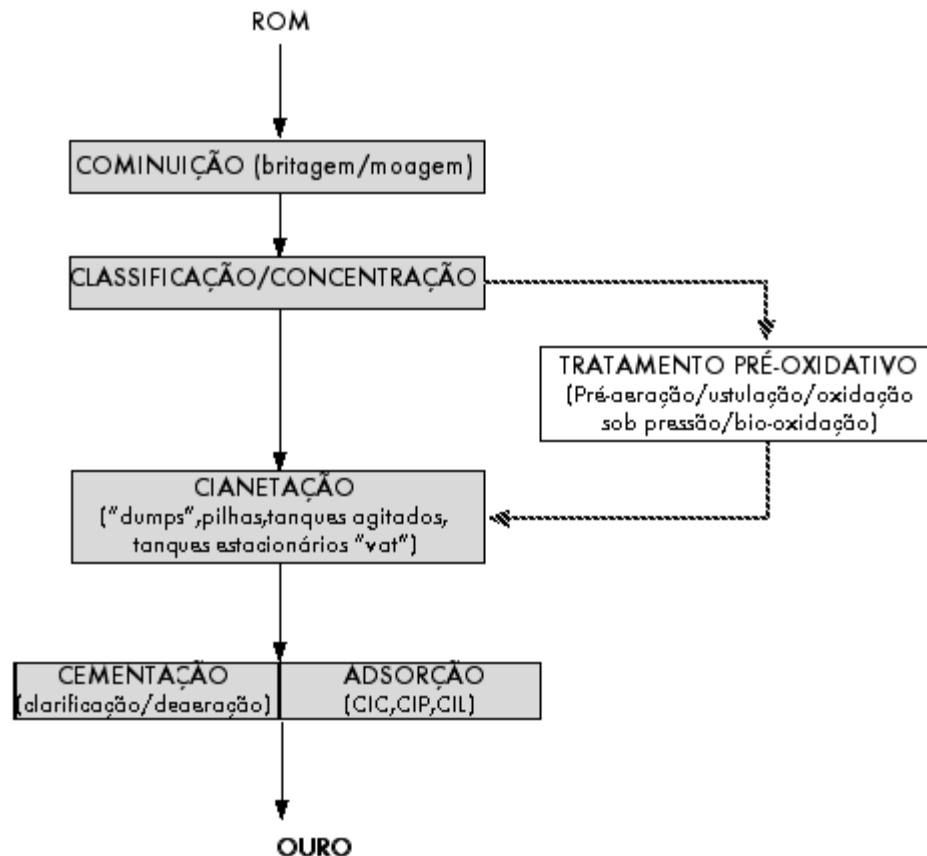 ROM
COMINUIÇÃO (britagem/moagem)
CLASSIFICAÇÃO/CONCENTRAÇÃO
TRATAMENTO PRÉ-OXIDATIVO
(Pré-aeração/ustulação/oxidação
sob pressão/bio-oxidação)
CIANETAÇÃO
("dumps",pilhas,tanques agitados,
tanques estacionários "vat")
CEMENTAÇÃO
(clarificação/deaeração)
ADSORÇÃO
(CIC,CIP,CIL)
OURO